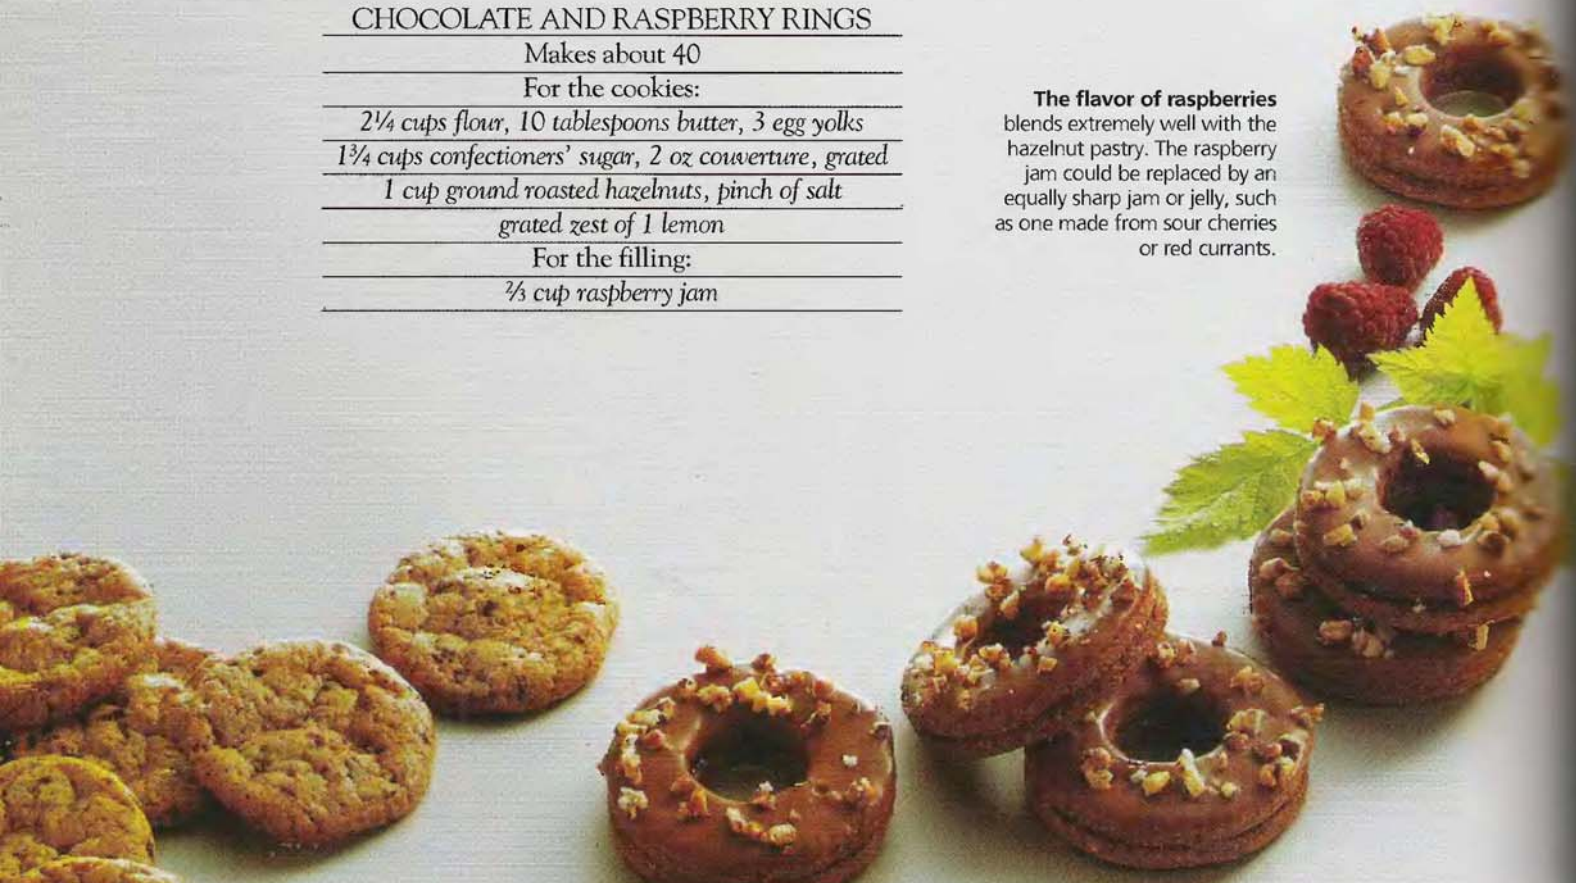 CHOCOLATE AND RASPBERRY RINGS
Makes about 40
For the cookies:
2¼ cups flour, 10 tablespoons butter, 3 egg yolks
1¾ cups confectioners' sugar, 2 oz couverture, grated
1 cup ground roasted hazelnuts, pinch of salt
grated zest of 1 lemon
For the filling:
⅔ cup raspberry jam
The flavor of raspberries
blends extremely well with the
hazelnut pastry. The raspberry
jam could be replaced by an
equally sharp jam or jelly, such
as one made from sour cherries
or red currants.